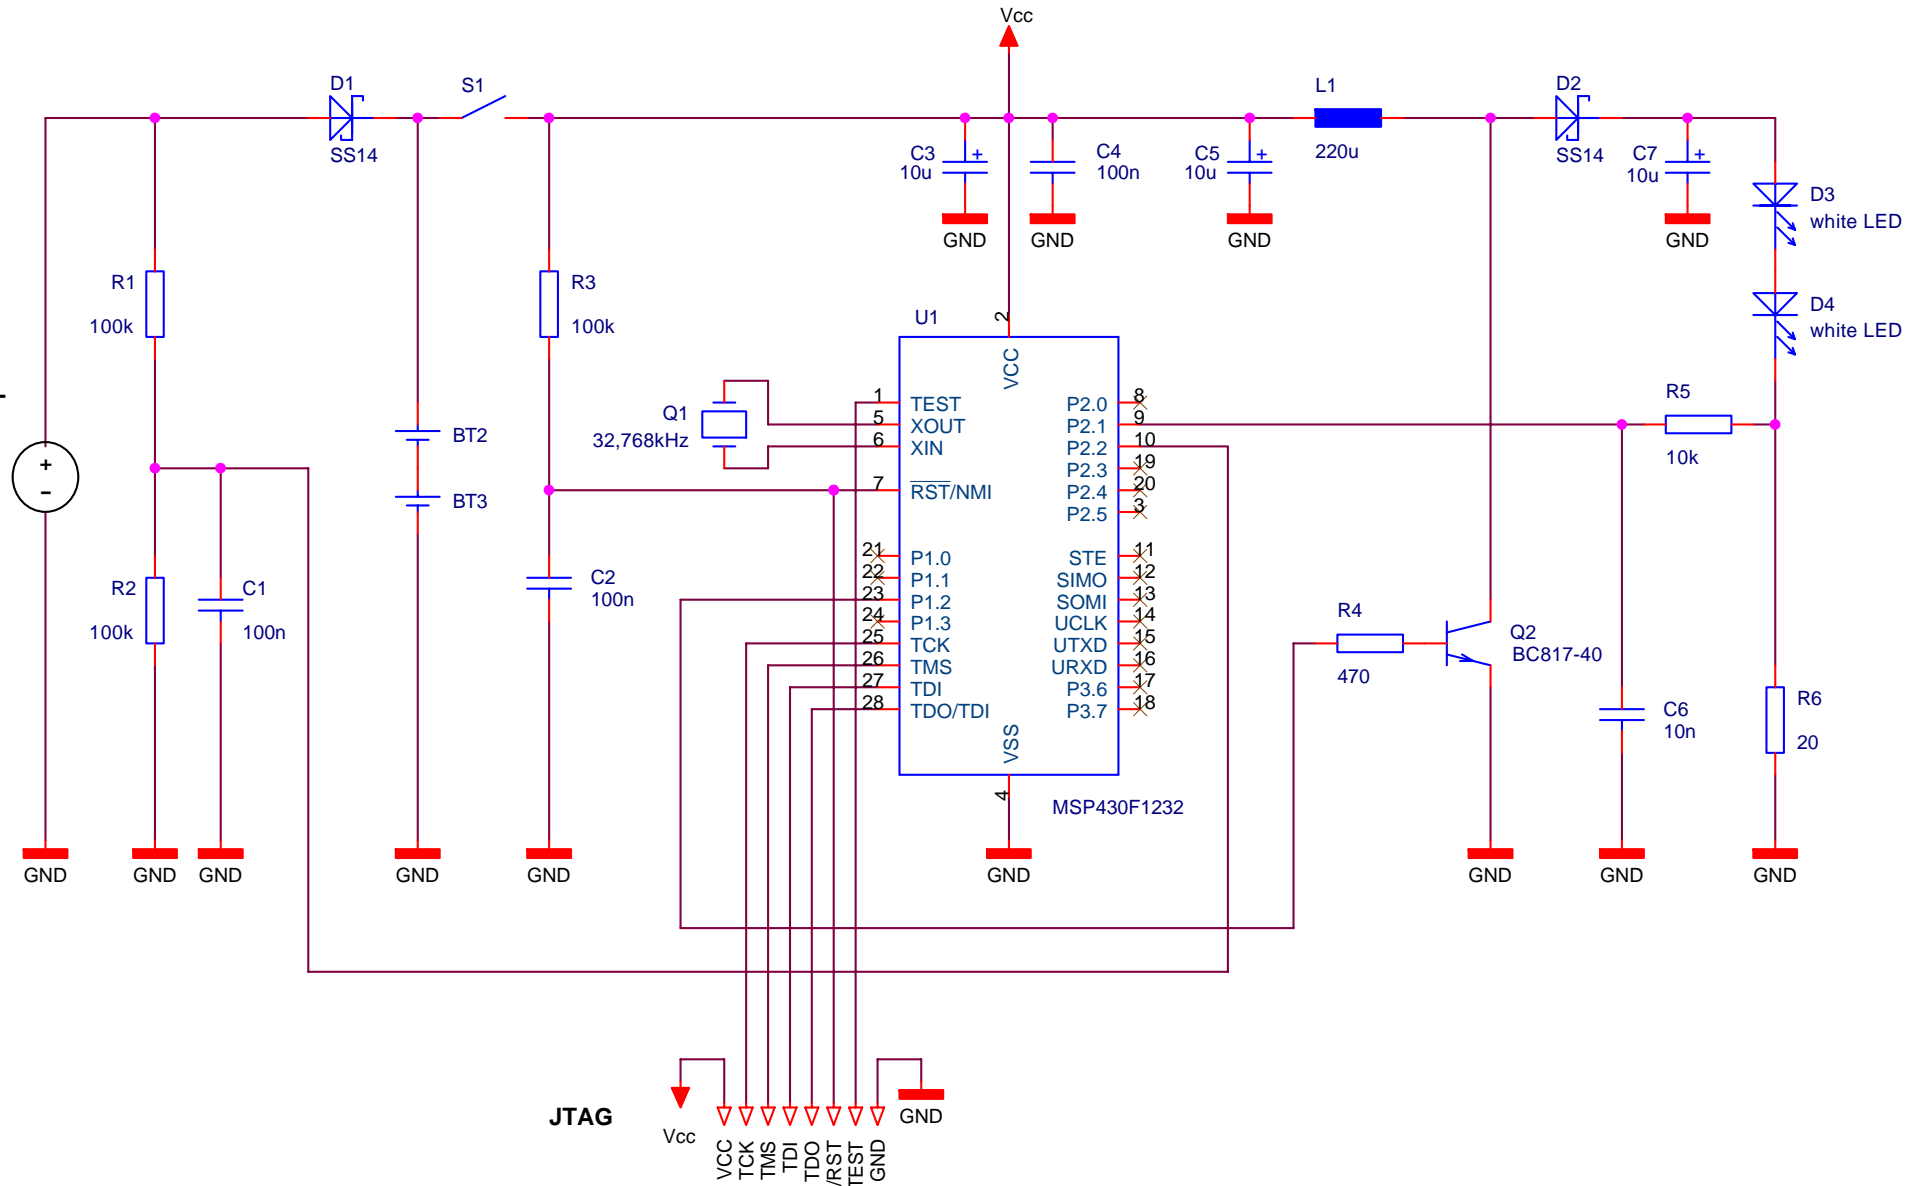 Vcc
D1
SS14
S1
C3
10u
GND
C4
100n
GND
C5
10u
GND
L1
220u
D2
SS14
C7
10u
GND
D3
white LED
D4
white LED
R1
100k
R2
100k
C1
100n
BT2
BT3
R3
100k
C2
100n
Q1
32,768kHz
+
-
U1
2
VCC
1 TEST
5 XOUT
6 XIN
7 RST/NMI
21 P1.0
22 P1.1
23 P1.2
24 P1.3
25 TCK
26 TMS
27 TDI
28 TDO/TDI
P2.0 8
P2.1 9
P2.2 10
P2.3 19
P2.4 20
P2.5 3
STE 11
SIMO 12
SOMI 13
UCLK 14
UTXD 15
URXD 16
P3.6 17
P3.7 18
VSS
4
MSP430F1232
R5
10k
R4
470
Q2
BC817-40
C6
10n
R6
20
GND
GND
GND
GND
GND
GND
GND
GND
GND
JTAG
Vcc
GND
VCC
TCK
TMS
TDI
TDO
/RST
TEST
GND